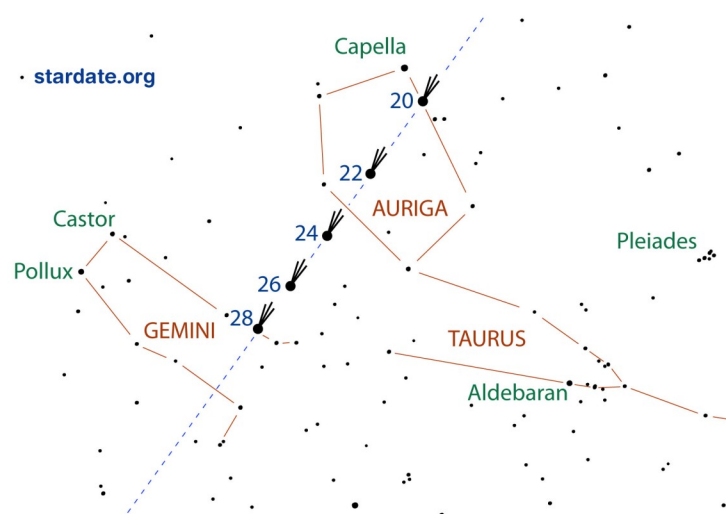 Capella
stardate.org
20
22
AURIGA
Castor
24
Pleiades
Pollux
26
28
GEMINI
TAURUS
Aldebaran